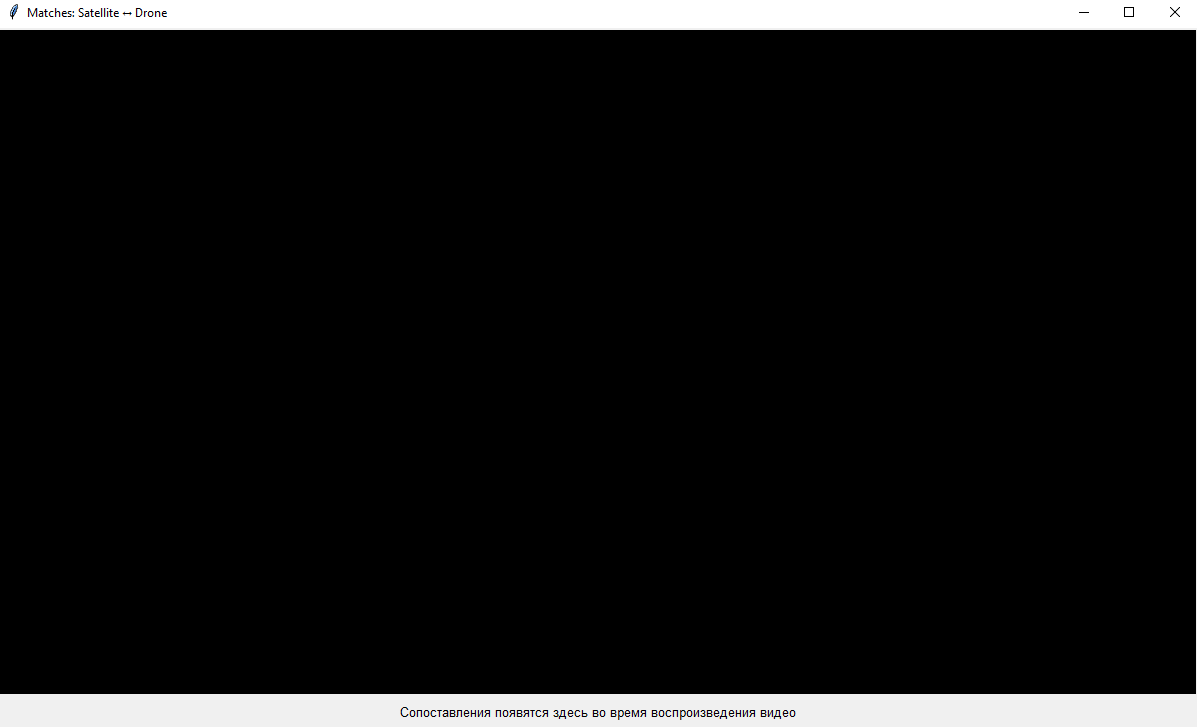 Matches: Satellite ↔ Drone
Сопоставления появятся здесь во время воспроизведения видео